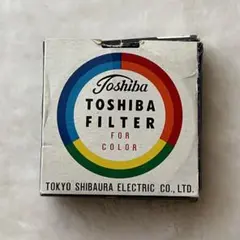 Toshiba
TOSHIBA
FILTER
FOR
COLOR
TOKYO SHIBAURA ELECTRIC CO., LTD.